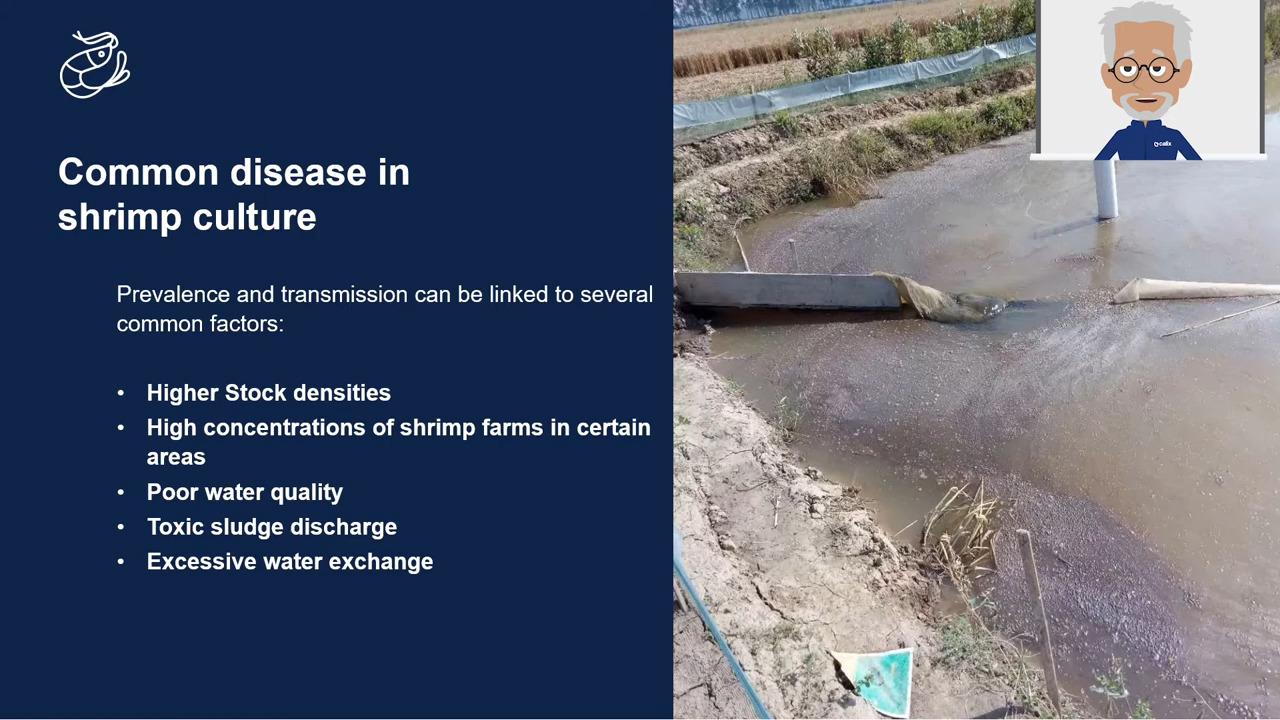 Common disease in
shrimp culture
Prevalence and transmission can be linked to several
common factors:
• Higher Stock densities
• High concentrations of shrimp farms in certain
areas
• Poor water quality
• Toxic sludge discharge
• Excessive water exchange
calix